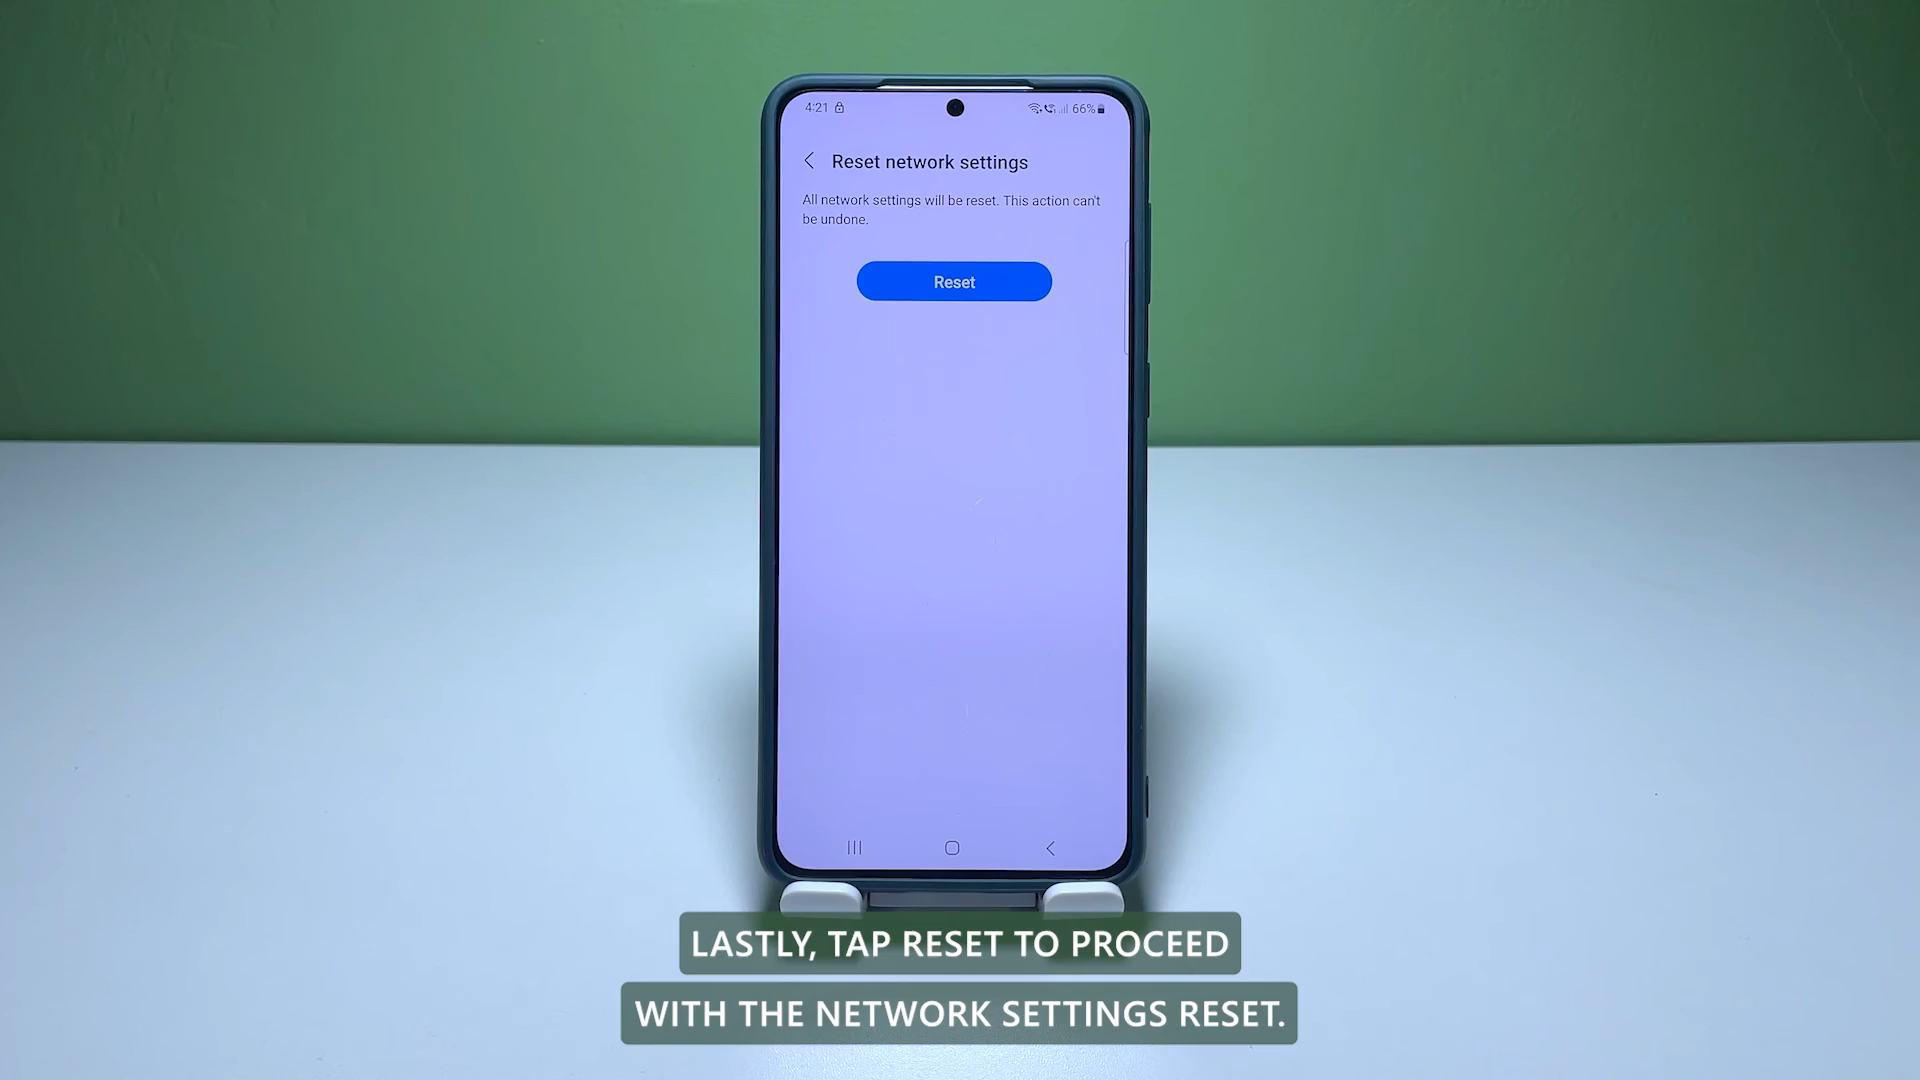 4:21
66%
Reset network settings
All network settings will be reset. This action can't
be undone.
Reset
LASTLY, TAP RESET TO PROCEED
WITH THE NETWORK SETTINGS RESET.